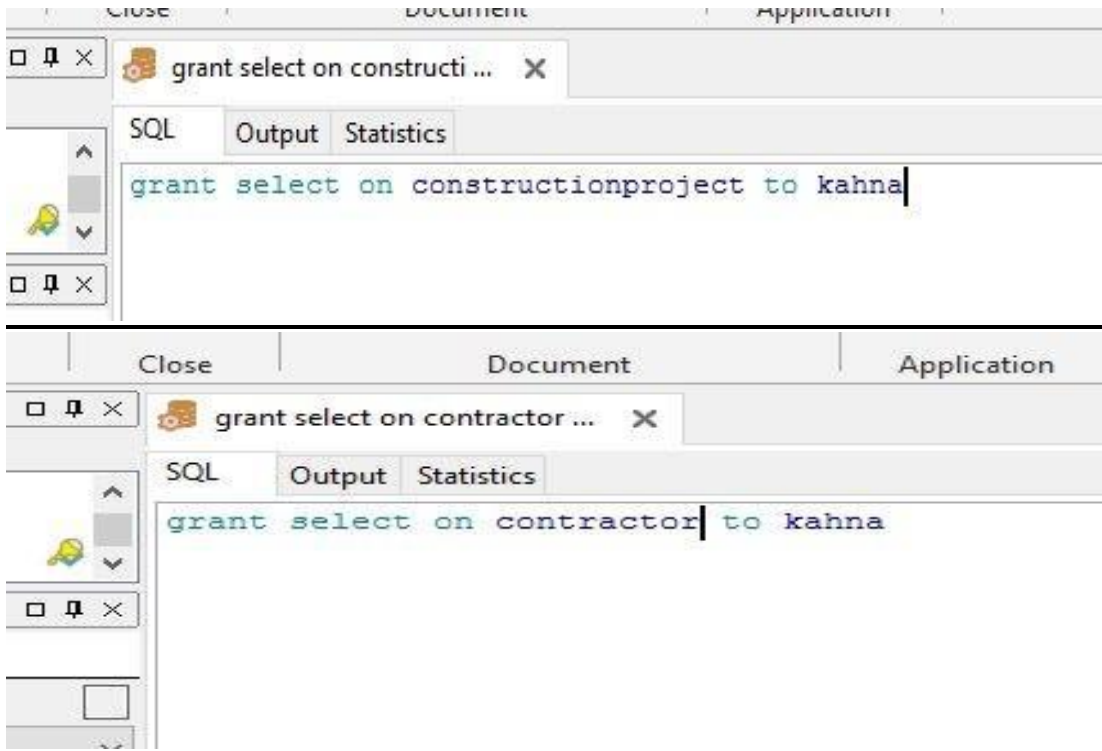 Close Document Application
grant select on constructi ...
SQL Output Statistics
grant select on constructionproject to kahna
Close Document Application
grant select on contractor ...
SQL Output Statistics
grant select on contractor to kahna